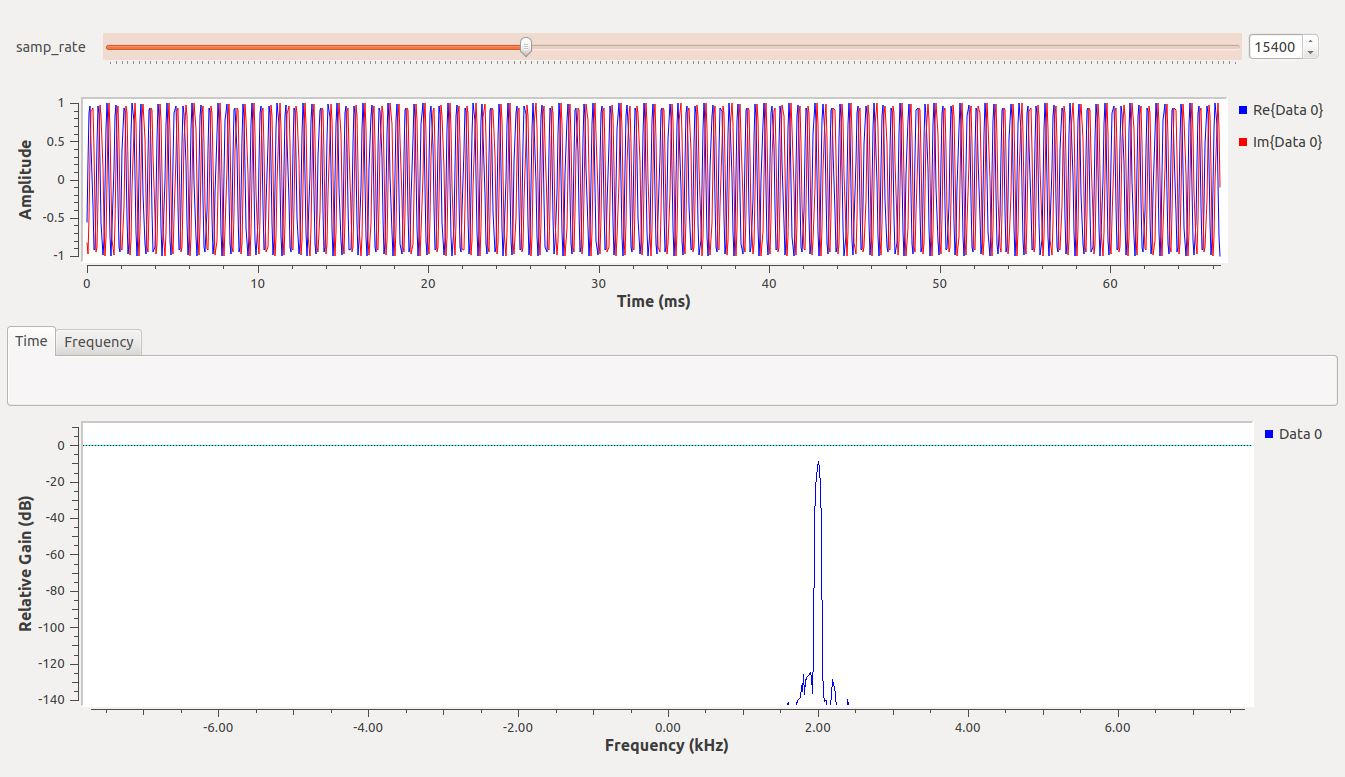 samp_rate 15400
1
0.5
0
-0.5
-1
Amplitude
Re{Data 0}
Im{Data 0}
0 10 20 30 40 50 60
Time (ms)
Time Frequency
0
-20
-40
-60
-80
-100
-120
-140
Relative Gain (dB)
Data 0
-6.00 -4.00 -2.00 0.00 2.00 4.00 6.00
Frequency (kHz)